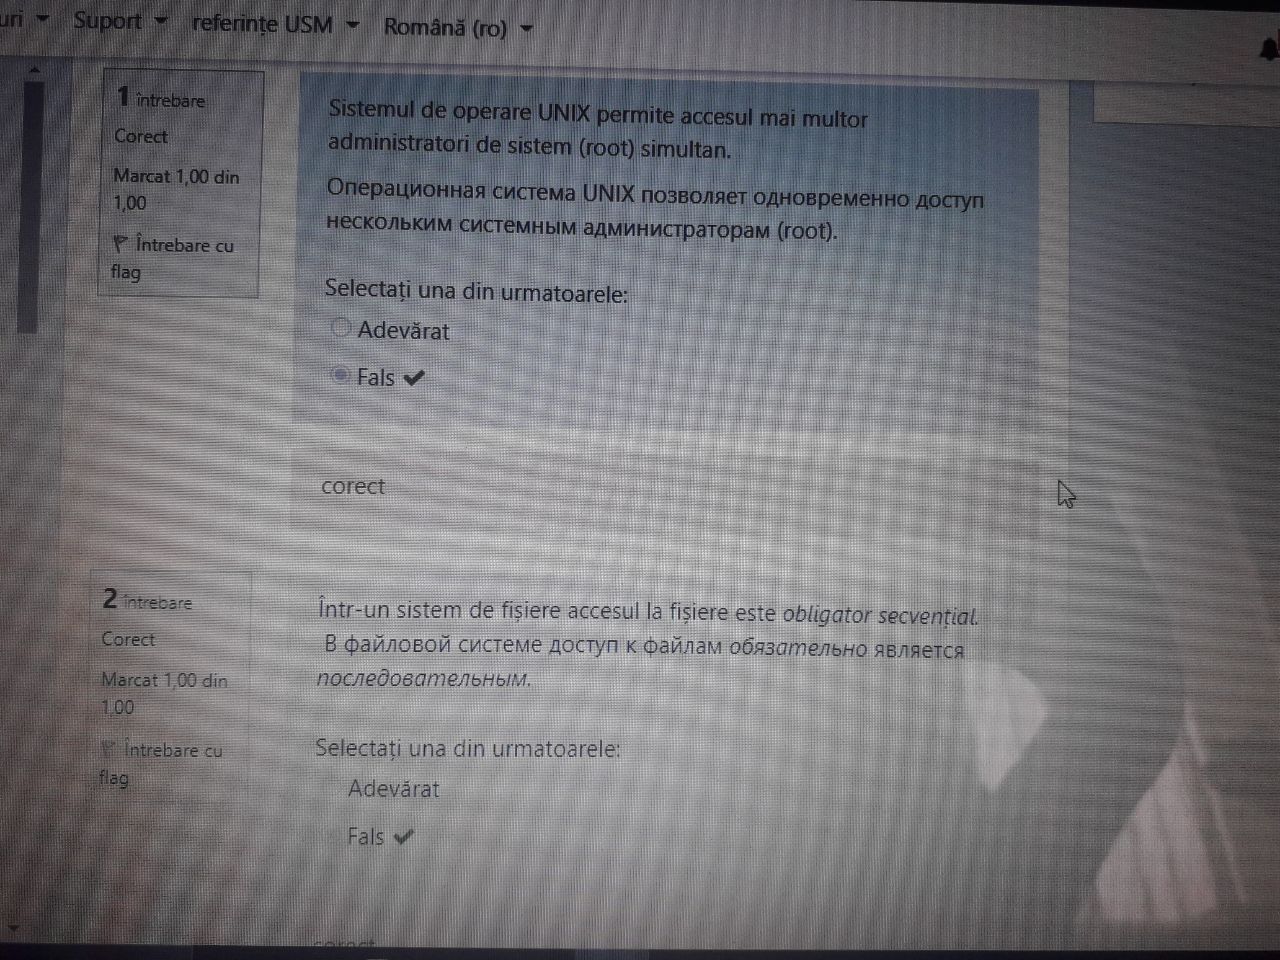 uri
Suport
referințe USM
Română (ro)
1 întrebare
Corect
Marcat 1,00 din
1,00
Întrebare cu
flag
Sistemul de operare UNIX permite accesul mai multor
administratori de sistem (root) simultan.
Операционная система UNIX позволяет одновременно доступ
нескольким системным администраторам (root).
Selectați una din urmatoarele:
Adevărat
Fals
corect
2 întrebare
Corect
Marcat 1,00 din
1,00
Întrebare cu
flag
Într-un sistem de fișiere accesul la fișiere este obligator secvențial.
В файловой системе доступ к файлам обязательно является
последовательным.
Selectați una din urmatoarele:
Adevărat
Fals
corect